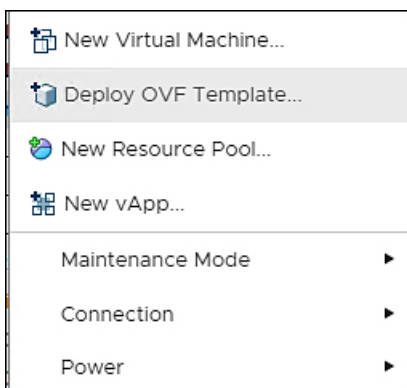 New Virtual Machine...
Deploy OVF Template...
New Resource Pool...
New vApp...
Maintenance Mode
Connection
Power